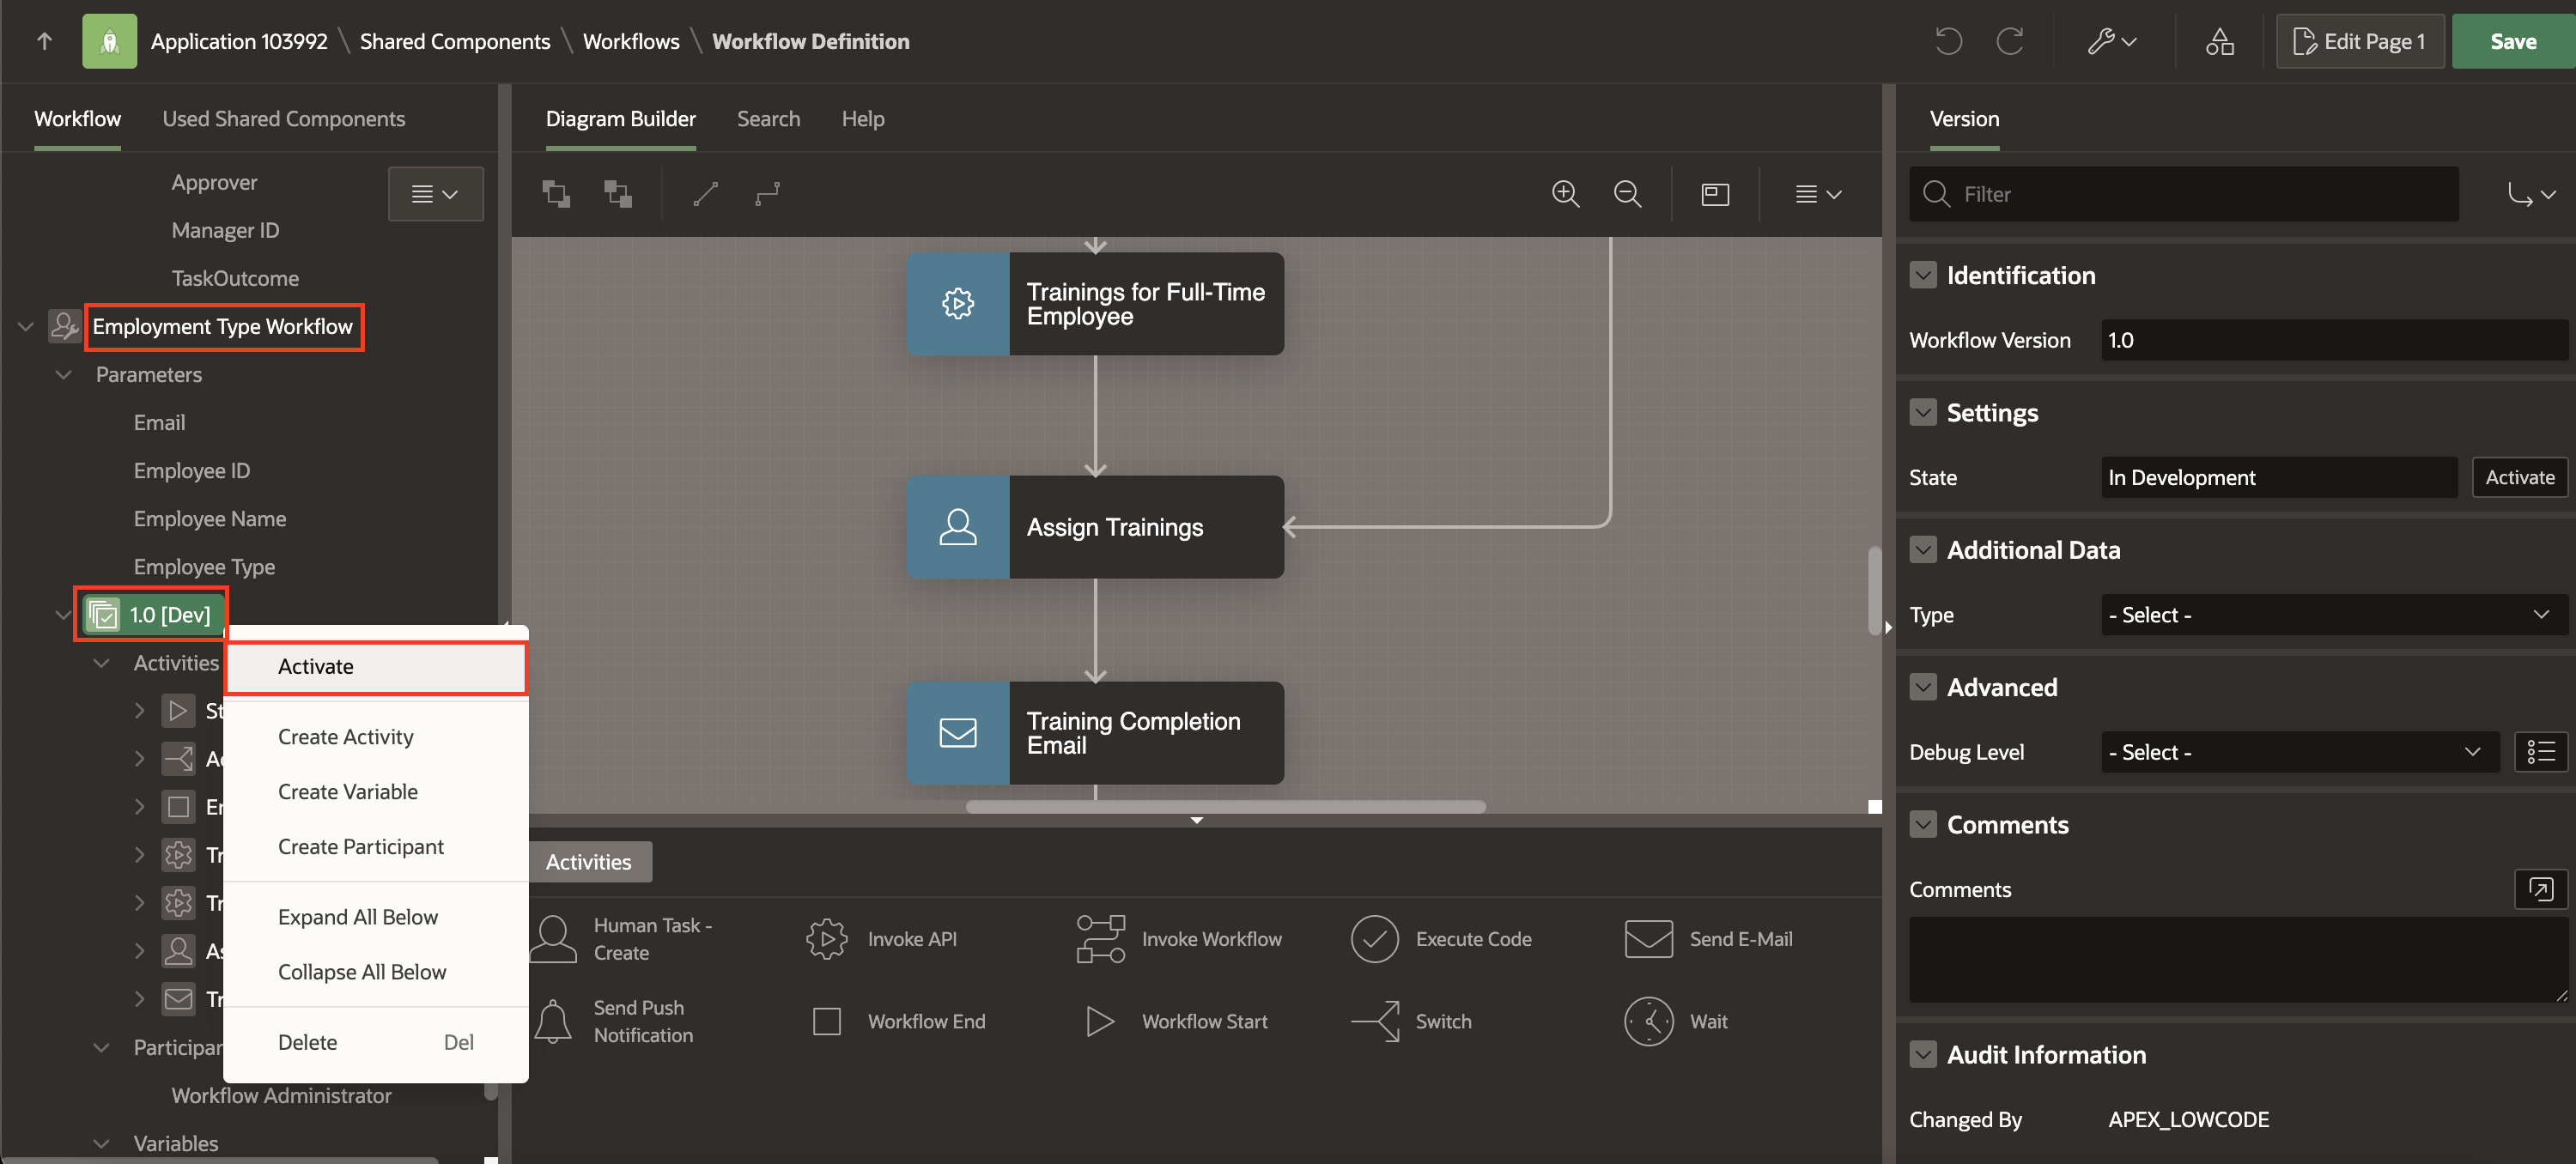 Application 103992 \ Shared Components \ Workflows \ Workflow Definition
Edit Page 1
Save
Workflow
Used Shared Components
Approver
Manager ID
TaskOutcome
Employment Type Workflow
Parameters
Email
Employee ID
Employee Name
Employee Type
1.0 [Dev]
Activities
St
Ac
En
Tr
Tr
As
Tr
Participan
Workflow Administrator
Variables
Activate
Create Activity
Create Variable
Create Participant
Expand All Below
Collapse All Below
Delete Del
Diagram Builder
Search
Help
Trainings for Full-Time
Employee
Assign Trainings
Training Completion
Email
Activities
Human Task -
Create
Invoke API
Invoke Workflow
Execute Code
Send E-Mail
Send Push
Notification
Workflow End
Workflow Start
Switch
Wait
Version
Filter
Identification
Workflow Version 1.0
Settings
State In Development Activate
Additional Data
Type - Select -
Advanced
Debug Level - Select -
Comments
Comments
Audit Information
Changed By APEX_LOWCODE